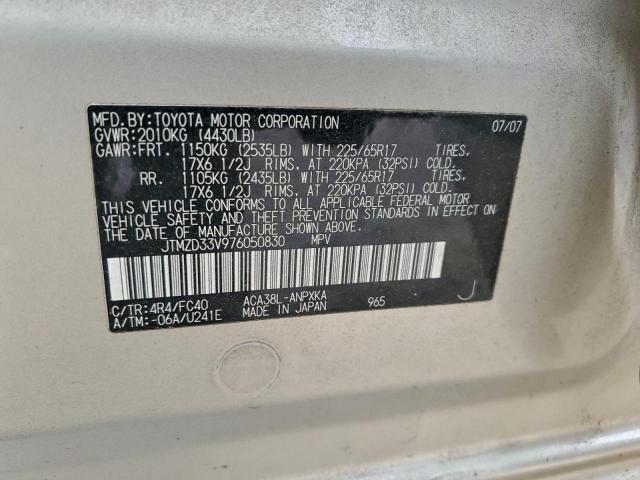 MFD.BY:TOYOTA MOTOR CORPORATION 07/07
GVWR:2010KG (4430LB)
GAWR:FRT. 1150KG (2535LB) WITH 225/65R17 TIRES.
17X6 1/2J RIMS. AT 220KPA (32PSI) COLD.
RR. 1105KG (2435LB) WITH 225/65R17 TIRES.
17X6 1/2J RIMS. AT 220KPA (32PSI) COLD.
THIS VEHICLE CONFORMS TO ALL APPLICABLE FEDERAL MOTOR
VEHICLE SAFETY AND THEFT PREVENTION STANDARDS IN EFFECT ON
THE DATE OF MANUFACTURE SHOWN ABOVE.
JTMZD33V976050830 MPV
C/TR:4R4/FC40 ACA38L-ANPXKA 965 J
A/TM:-06A/U241E MADE IN JAPAN